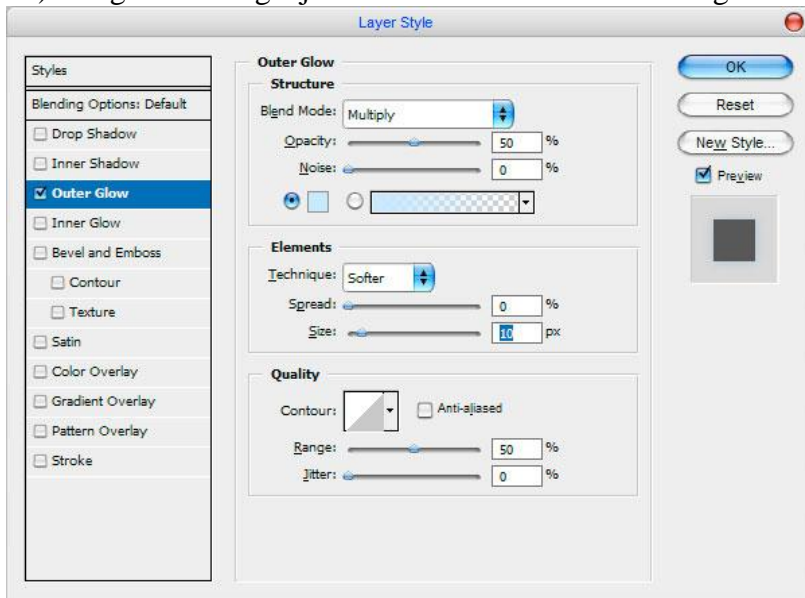 Layer Style
Styles
Blending Options: Default
Drop Shadow
Inner Shadow
Outer Glow
Inner Glow
Bevel and Emboss
Contour
Texture
Satin
Color Overlay
Gradient Overlay
Pattern Overlay
Stroke
Outer Glow
Structure
Blend Mode: Multiply
Opacity: 50 %
Noise: 0 %
Elements
Technique: Softer
Spread: 0 %
Size: 10 px
Quality
Contour: Anti-aliased
Range: 50 %
Jitter: 0 %
OK
Reset
New Style...
Preview